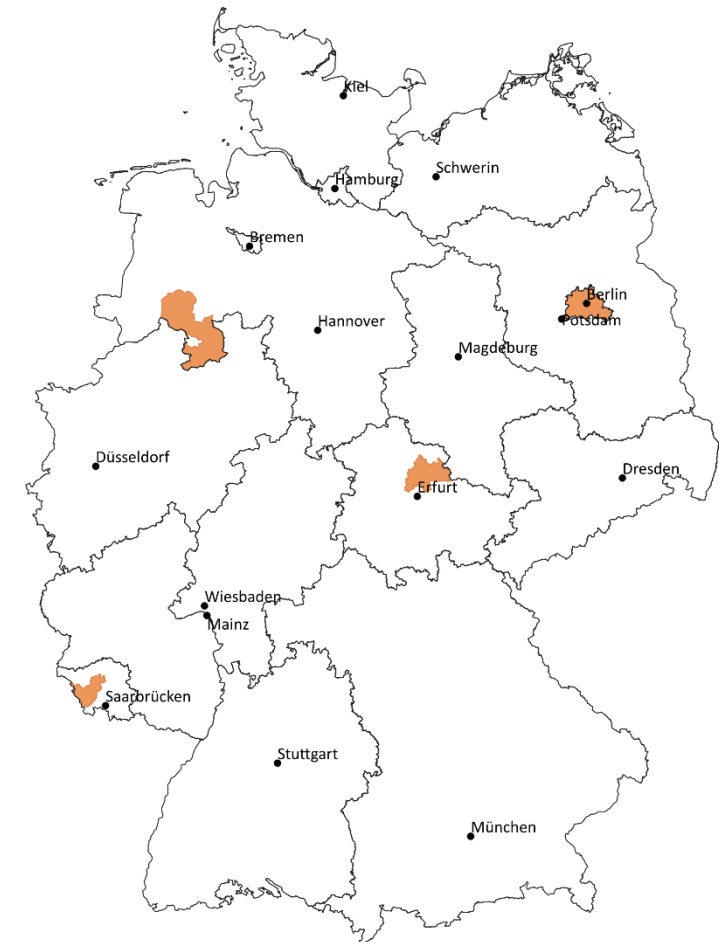 Kiel
Schwerin
Hamburg
Bremen
Berlin
Potsdam
Hannover
Magdeburg
Düsseldorf
Dresden
Erfurt
Wiesbaden
Mainz
Saarbrücken
Stuttgart
München